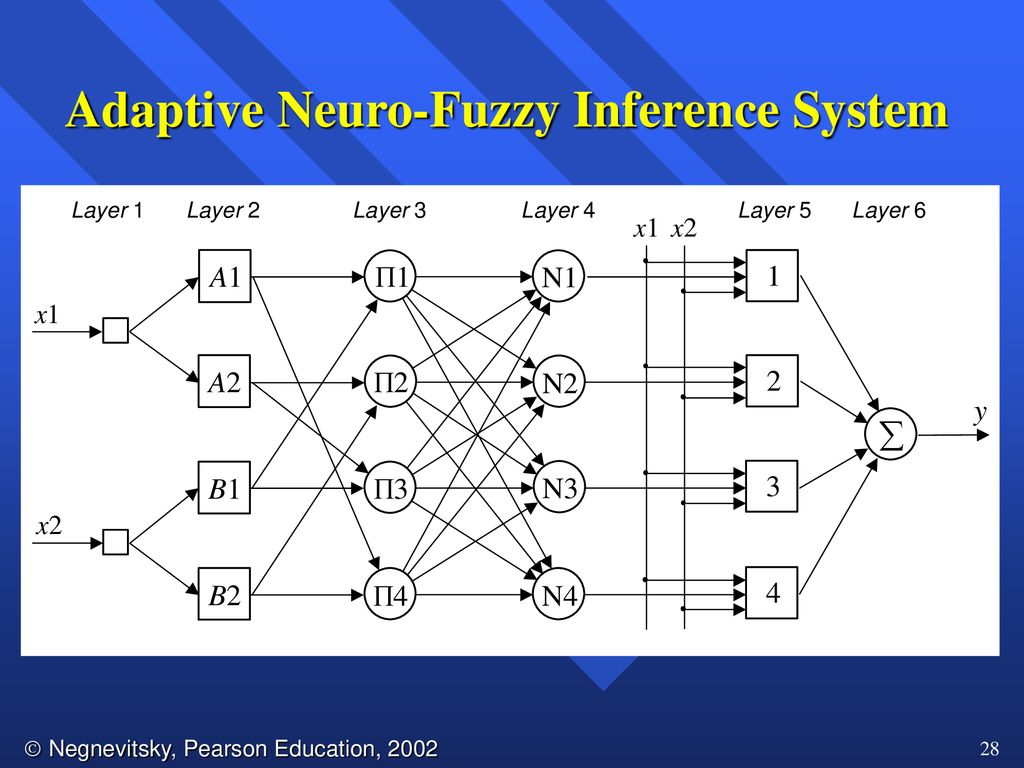 Adaptive Neuro-Fuzzy Inference System
Layer 1 Layer 2 Layer 3 Layer 4 Layer 5 Layer 6
x1 x2
A1 Π1 N1 1
x1
A2 Π2 N2 2
y
Σ
B1 Π3 N3 3
x2
B2 Π4 N4 4
© Negnevitsky, Pearson Education, 2002
28